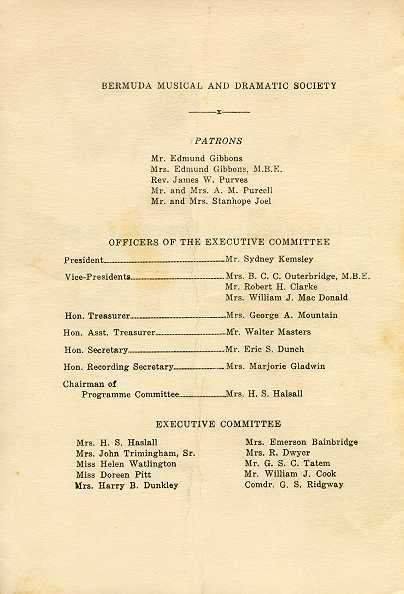 BERMUDA MUSICAL AND DRAMATIC SOCIETY
x
PATRONS
Mr. Edmund Gibbons
Mrs. Edmund Gibbons, M.B.E.
Rev. James W. Purves
Mr. and Mrs. A. M. Purcell
Mr. and Mrs. Stanhope Joel
OFFICERS OF THE EXECUTIVE COMMITTEE
President Mr. Sydney Kemsley
Vice-Presidents Mrs. B. C. C. Outerbridge, M.B.E.
Mr. Robert H. Clarke
Mrs. William J. Mac Donald
Hon. Treasurer Mrs. George A. Mountain
Hon. Asst. Treasurer Mr. Walter Masters
Hon. Secretary Mr. Eric S. Dunch
Hon. Recording Secretary Mrs. Marjorie Gladwin
Chairman of
Programme Committee Mrs. H. S. Halsall
EXECUTIVE COMMITTEE
Mrs. H. S. Haslall
Mrs. John Trimingham, Sr.
Miss Helen Watlington
Miss Doreen Pitt
Mrs. Harry B. Dunkley
Mrs. Emerson Bainbridge
Mrs. R. Dwyer
Mr. G. S. C. Tatem
Mr. William J. Cook
Comdr. G. S. Ridgway